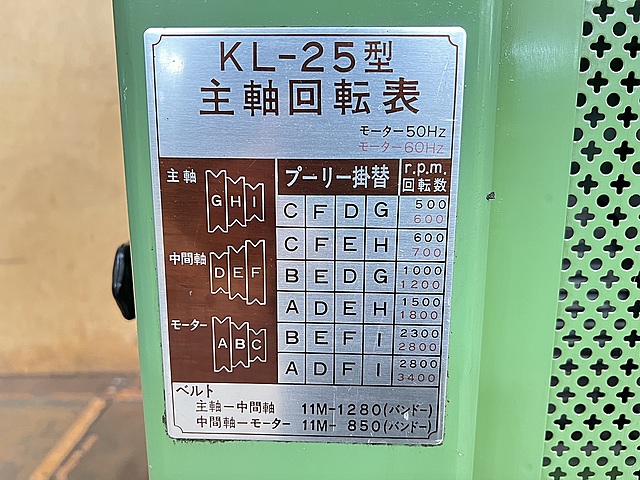 KL-25型
主軸回転表
モーター50Hz
モーター60Hz
主軸 G H I
中間軸 D E F
モーター A B C
プーリー掛替 r.p.m. 回転数
C F D G 500 600
C F E H 600 700
B E D G 1000 1200
A D E H 1500 1800
B E F I 2300 2800
A D F I 2800 3400
ベルト
主軸ー中間軸 11M-1280(バンドー)
中間軸ーモーター 11M- 850(バンドー)